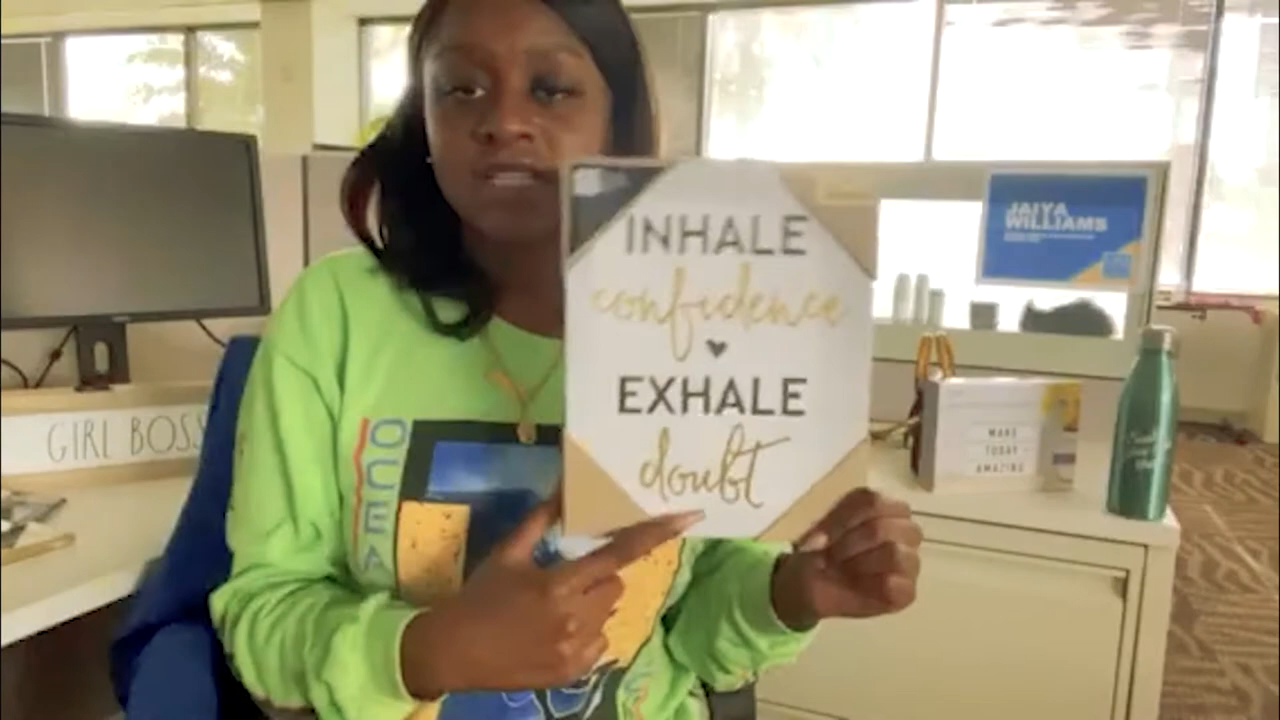 INHALE
confidence
EXHALE
doubt
JAIYA
WILLIAMS
GIRL BOSS
OCEA
MAKE
TODAY
AMAZING